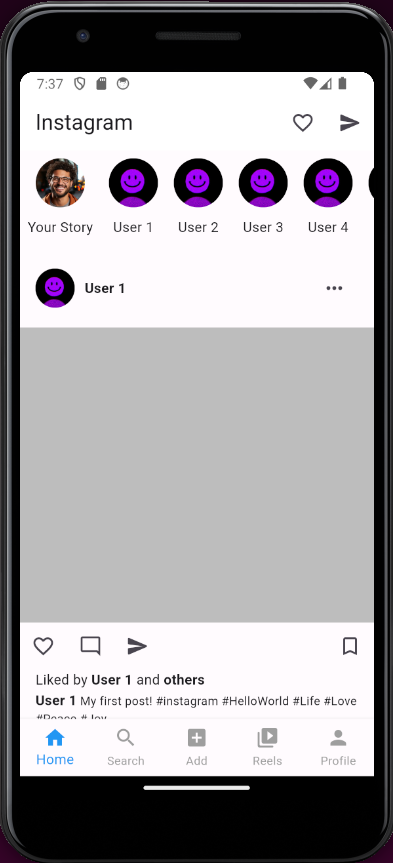 7:37
Instagram
Your Story User 1 User 2 User 3 User 4
User 1
Liked by User 1 and others
User 1 My first post! #instagram #HelloWorld #Life #Love
#Peace #Joy
Home Search Add Reels Profile